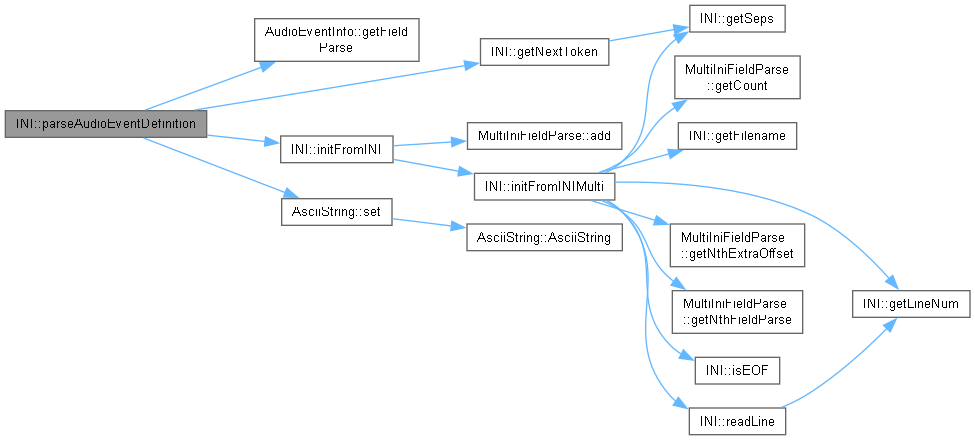 INI::parseAudioEventDefinition
AudioEventInfo::getField
Parse
INI::getNextToken
INI::initFromINI
AsciiString::set
MultiIniFieldParse::add
INI::initFromINIMulti
AsciiString::AsciiString
INI::getSeps
MultiIniFieldParse
::getCount
INI::getFilename
MultiIniFieldParse
::getNthExtraOffset
MultiIniFieldParse
::getNthFieldParse
INI::isEOF
INI::readLine
INI::getLineNum